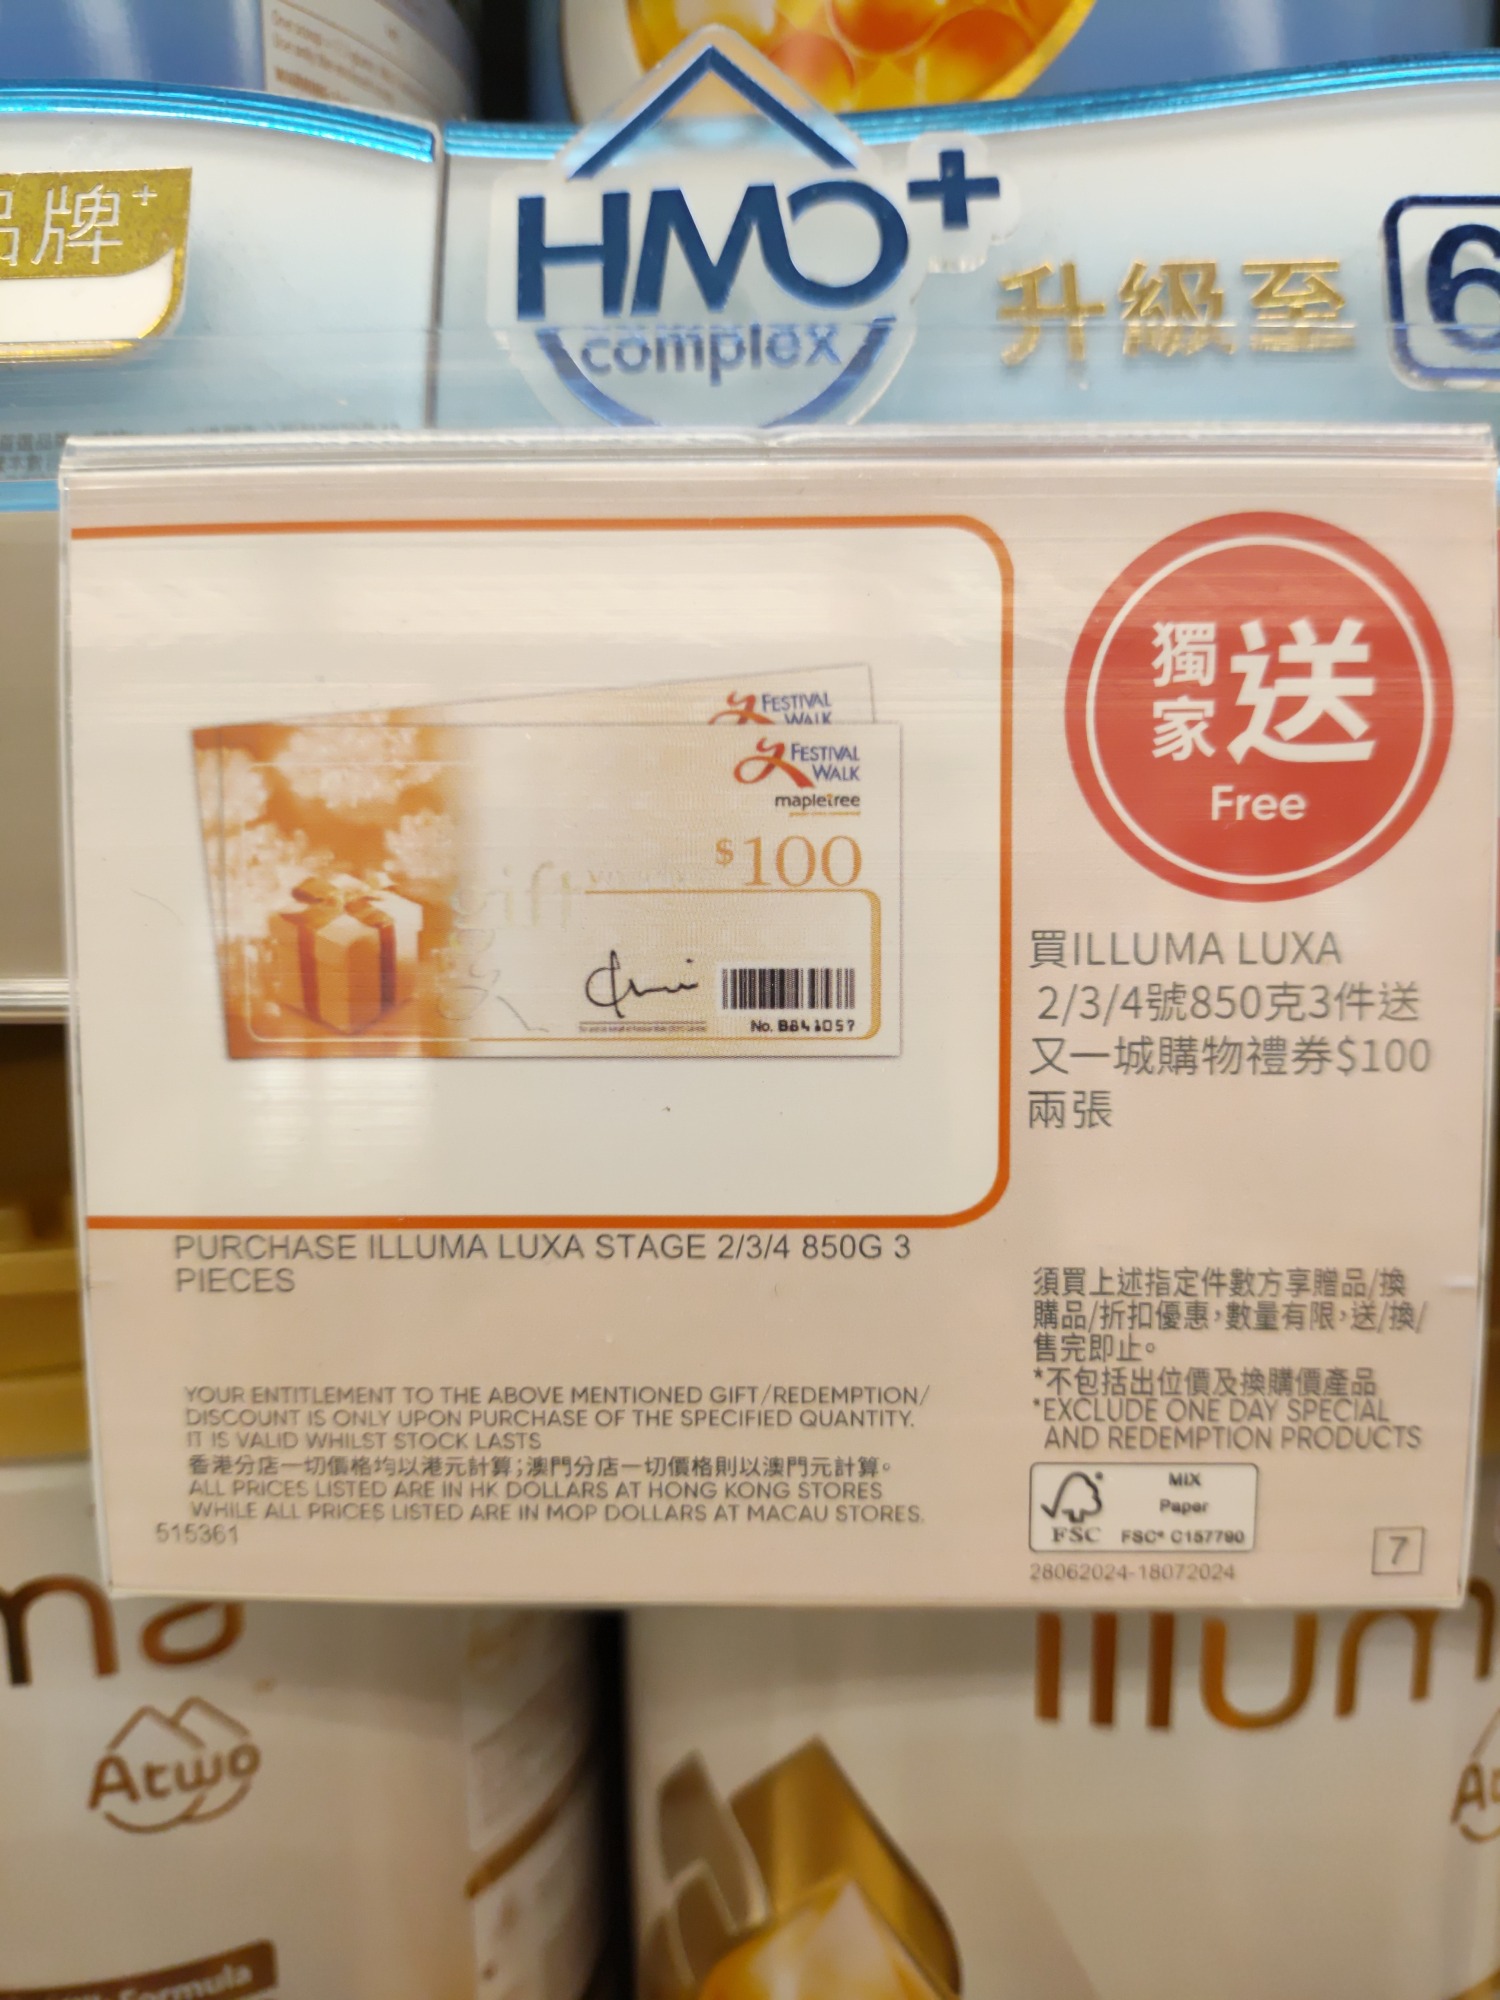 品牌+
HMO+
complex
升級至
6
FESTIVAL
WALK
FESTIVAL
WALK
mapletree
$100
gift
No. B841057
獨家送
Free
買ILLUMA LUXA
2/3/4號850克3件送
又一城購物禮券$100
兩張
PURCHASE ILLUMA LUXA STAGE 2/3/4 850G 3
PIECES
須買上述指定件數方享贈品/換
購品/折扣優惠,數量有限,送/換/
售完即止。
*不包括出位價及換購價產品
*EXCLUDE ONE DAY SPECIAL
AND REDEMPTION PRODUCTS
YOUR ENTITLEMENT TO THE ABOVE MENTIONED GIFT/REDEMPTION/
DISCOUNT IS ONLY UPON PURCHASE OF THE SPECIFIED QUANTITY.
IT IS VALID WHILST STOCK LASTS
香港分店一切價格均以港元計算;澳門分店一切價格則以澳門元計算。
ALL PRICES LISTED ARE IN HK DOLLARS AT HONG KONG STORES
WHILE ALL PRICES LISTED ARE IN MOP DOLLARS AT MACAU STORES.
515361
FSC
MIX
Paper
FSC® C157790
28062024-18072024
7
ma
illum
Atwo
At
Formula